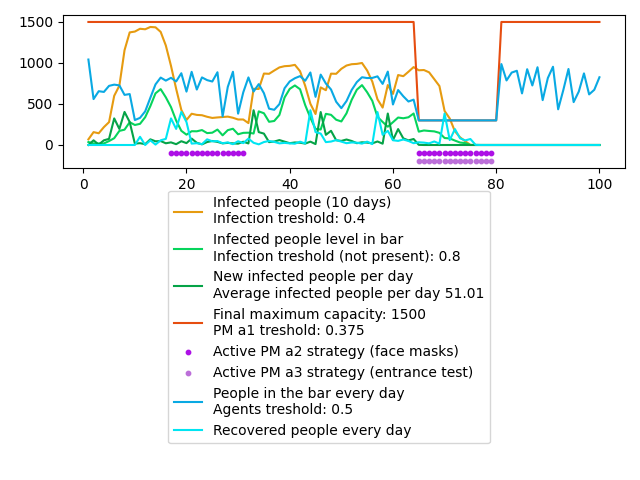 1500
1000
500
0
0
20
40
60
80
100
Infected people (10 days)
Infection treshold: 0.4
Infected people level in bar
Infection treshold (not present): 0.8
New infected people per day
Average infected people per day 51.01
Final maximum capacity: 1500
PM a1 treshold: 0.375
Active PM a2 strategy (face masks)
Active PM a3 strategy (entrance test)
People in the bar every day
Agents treshold: 0.5
Recovered people every day